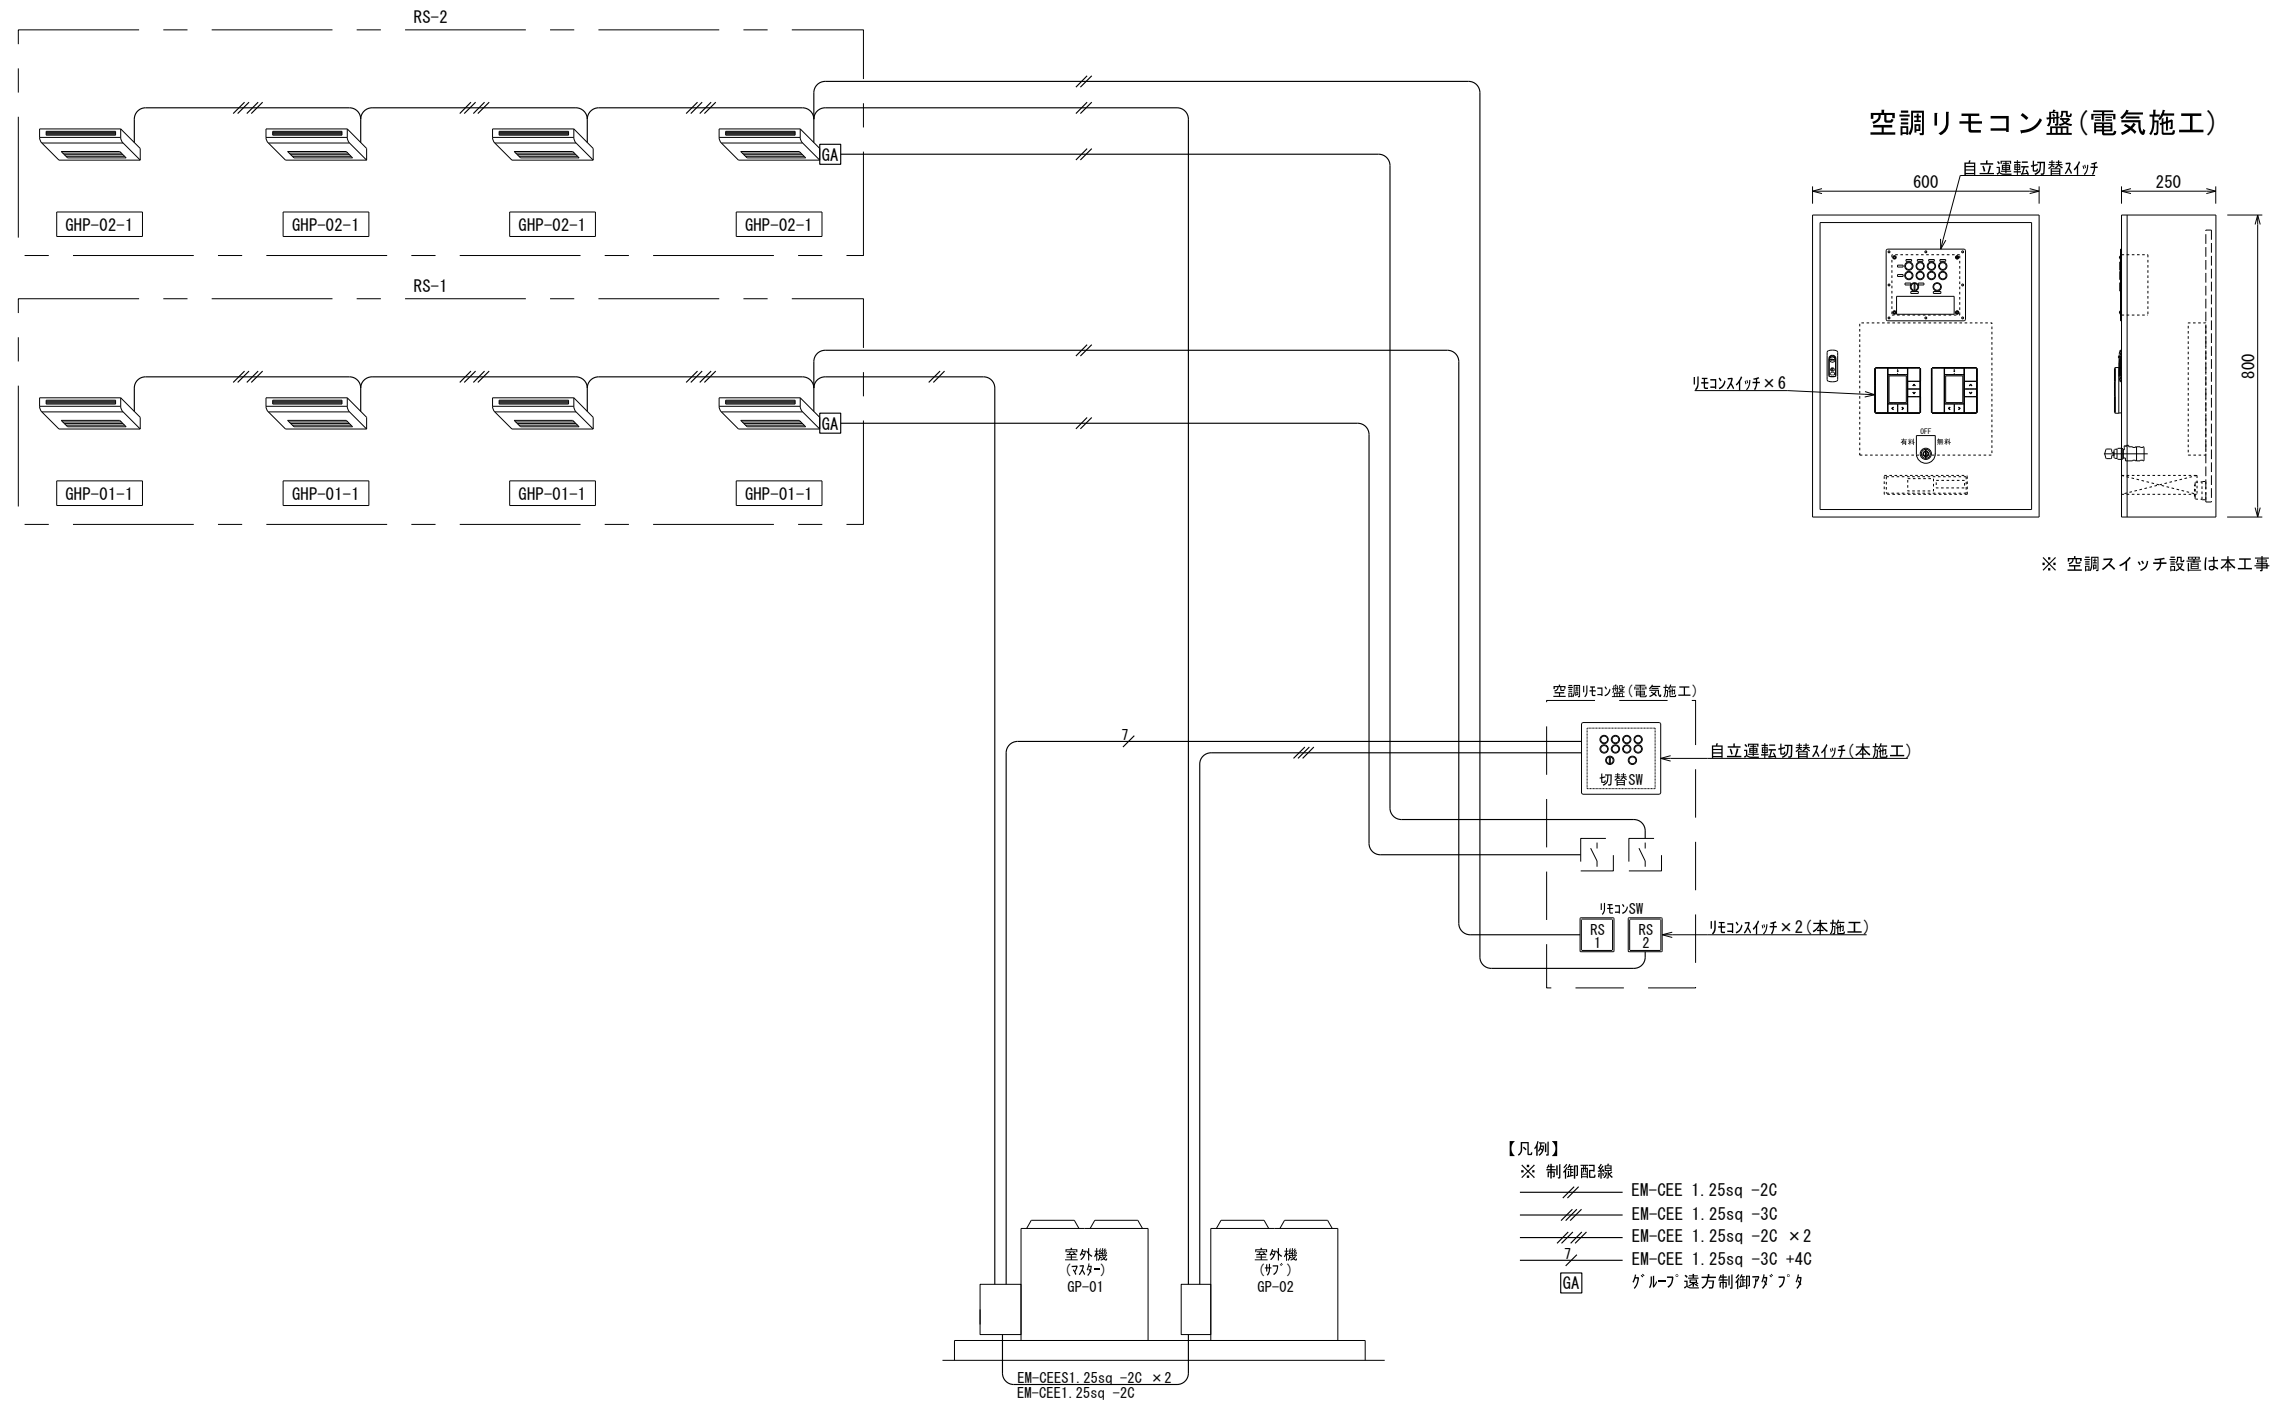 RS-2
GA
GHP-02-1
GHP-02-1
GHP-02-1
GHP-02-1
RS-1
GA
GHP-01-1
GHP-01-1
GHP-01-1
GHP-01-1
空調リモコン盤(電気施工)
自立運転切替ｽｲｯﾁ
600
250
800
ﾘﾓｺﾝｽｲｯﾁ×6
OFF
有料
無料
※ 空調スイッチ設置は本工事
空調ﾘﾓｺﾝ盤(電気施工)
7
切替SW
自立運転切替ｽｲｯﾁ(本施工)
ﾘﾓｺﾝSW
RS
1
RS
2
ﾘﾓｺﾝｽｲｯﾁ×2(本施工)
【凡例】
※ 制御配線
EM-CEE 1.25sq -2C
EM-CEE 1.25sq -3C
EM-CEE 1.25sq -2C ×2
7
EM-CEE 1.25sq -3C +4C
GA
ｸﾞﾙｰﾌﾟ遠方制御ｱﾀﾞﾌﾟﾀ
室外機
(ﾏｽﾀｰ)
GP-01
室外機
(ｻﾌﾞ)
GP-02
EM-CEES1.25sq -2C ×2
EM-CEE1.25sq -2C